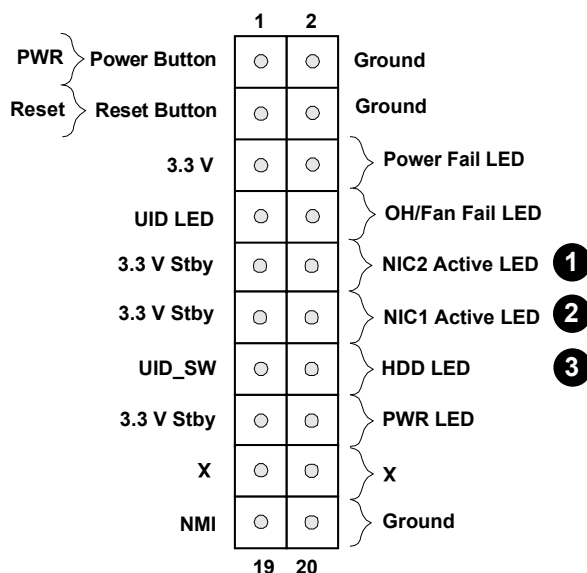 1 2
PWR Power Button Ground
Reset Reset Button Ground
3.3 V Power Fail LED
UID LED OH/Fan Fail LED
3.3 V Stby NIC2 Active LED 1
3.3 V Stby NIC1 Active LED 2
UID_SW HDD LED 3
3.3 V Stby PWR LED
X X
NMI Ground
19 20